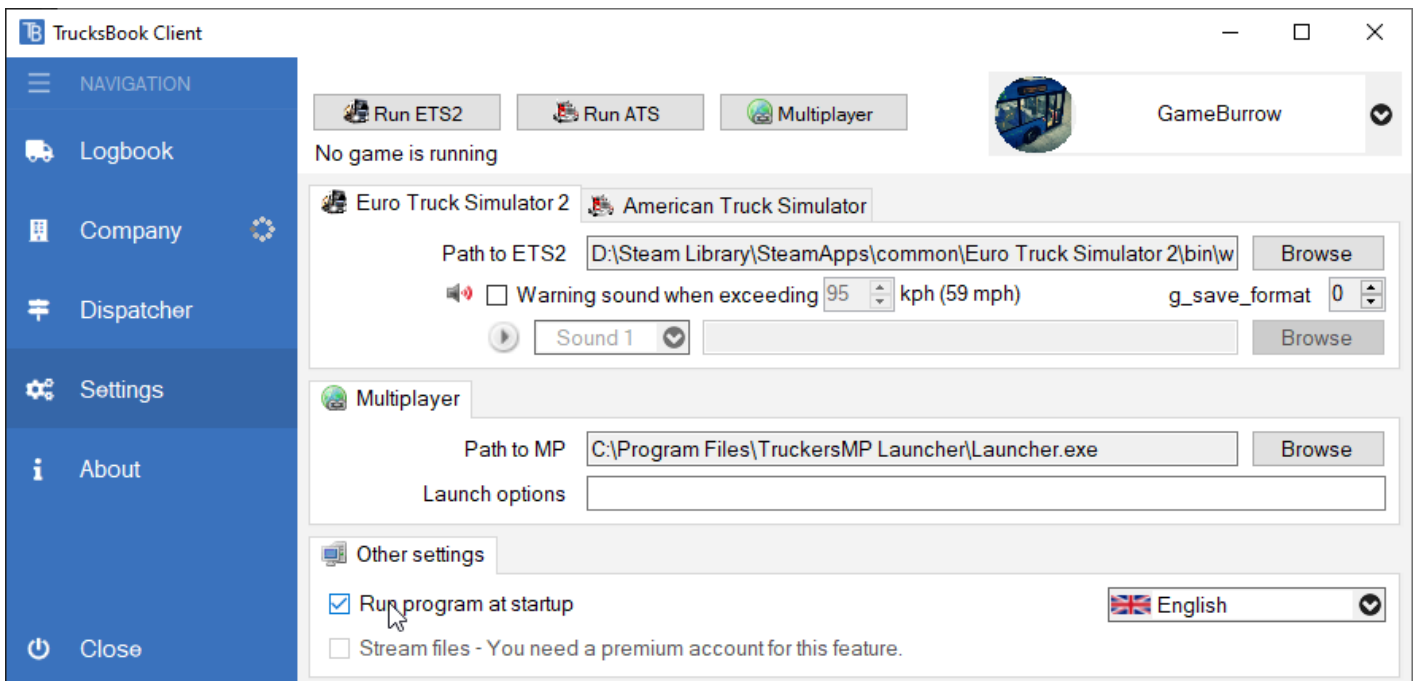 TB TrucksBook Client
NAVIGATION
Logbook
Company
Dispatcher
Settings
About
Close
Run ETS2 Run ATS Multiplayer GameBurrow
No game is running
Euro Truck Simulator 2 American Truck Simulator
Path to ETS2 D:\Steam Library\SteamApps\common\Euro Truck Simulator 2\bin\w Browse
Warning sound when exceeding 95 kph (59 mph) g_save_format 0
Sound 1 Browse
Multiplayer
Path to MP C:\Program Files\TruckersMP Launcher\Launcher.exe Browse
Launch options
Other settings
Run program at startup English
Stream files - You need a premium account for this feature.